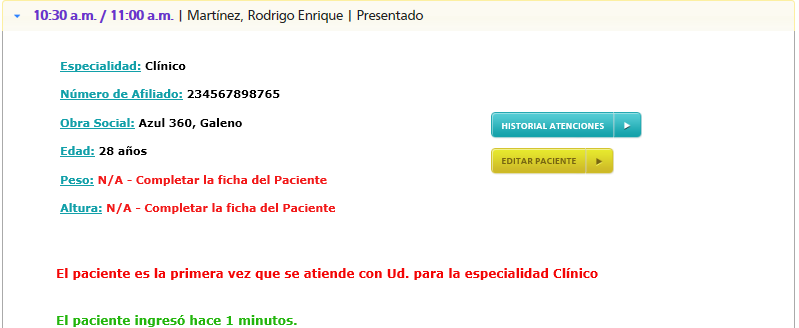 10:30 a.m. / 11:00 a.m. | Martínez, Rodrigo Enrique | Presentado
Especialidad: Clínico
Número de Afiliado: 234567898765
Obra Social: Azul 360, Galeno
HISTORIAL ATENCIONES
Edad: 28 años
EDITAR PACIENTE
Peso: N/A - Completar la ficha del Paciente
Altura: N/A - Completar la ficha del Paciente
El paciente es la primera vez que se atiende con Ud. para la especialidad Clínico
El paciente ingresó hace 1 minutos.